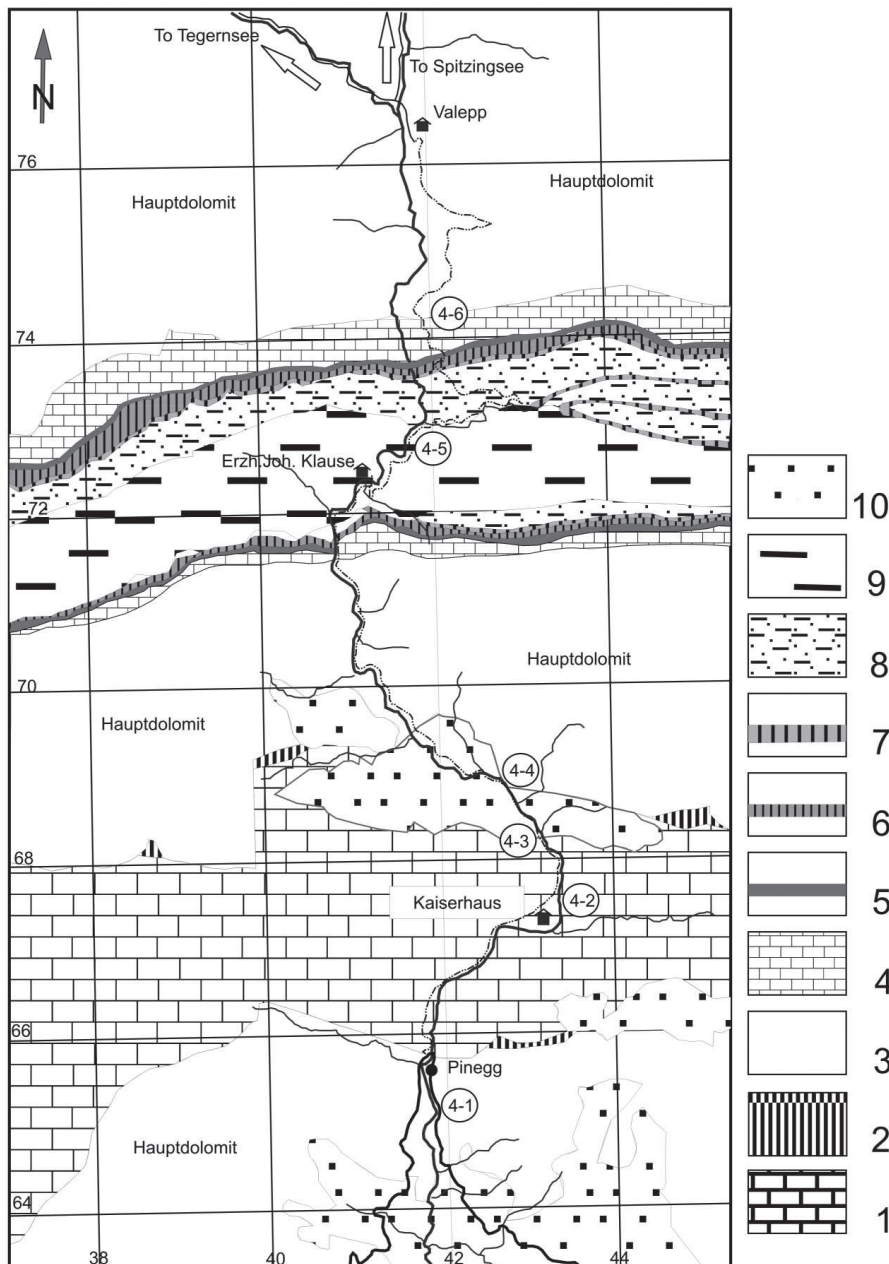 To Tegernsee
To Spitzingsee
N
Valepp
76
Hauptdolomit
Hauptdolomit
4-6
74
4-5
Erzh.Joh. Klause
72
10
9
8
70
Hauptdolomit
Hauptdolomit
7
4-4
6
4-3
68
5
Kaiserhaus
4-2
4
66
3
Pinegg
4-1
2
Hauptdolomit
64
1
38
40
42
44